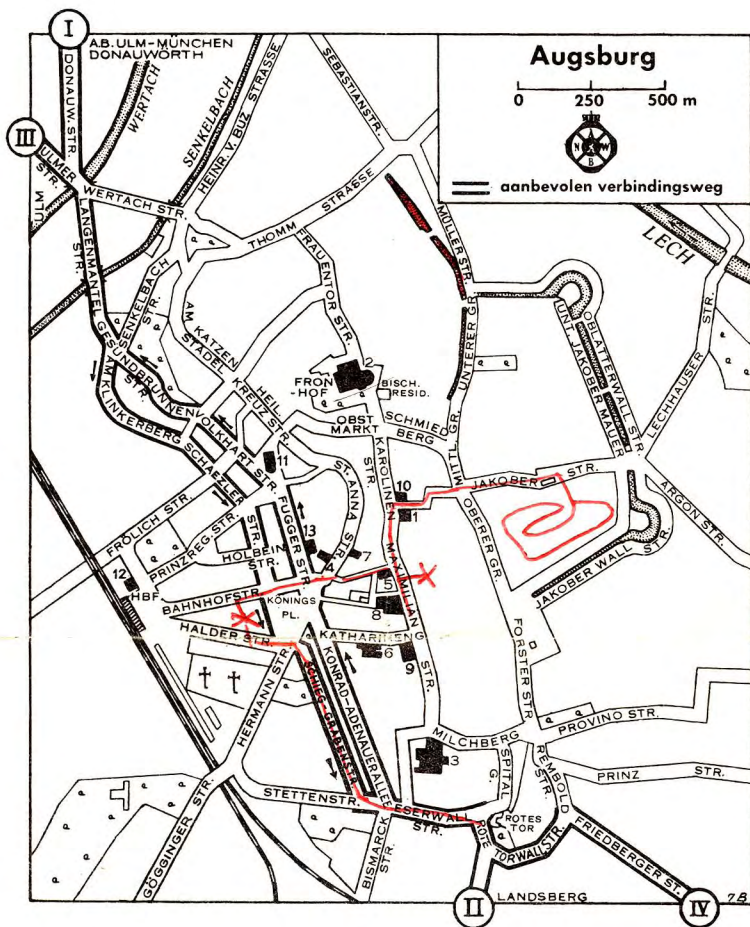 I
A.B. ULM-MÜNCHEN
DONAUWÖRTH
DONAUW. STR.
III
ULMER STR.
ULM
WERTACH
SENKELBACH
HEINR. V. BUZ STRASSE
SEBASTIANSTR.
Augsburg
0 250 500 m
N W B
aanbevolen verbindingsweg
LECH
WERTACH STR.
LANGENMANTEL STR.
THOMM STRASSE
FRAUENTOR STR.
MÜLLER STR.
SENKELBACH STR.
AM KATZEN STADEL
GESUNDBRUNNEN STR.
AM KLINKERBERG
HEIL. KREUZ STR.
2
FRON-HOF
BISCH. RESID.
UNTERER GR.
UNT. JAKOBER MAUER
OBLATTERWALL STR.
LECHHAUSER STR.
OBST MARKT
SCHMIED BERG
MITTL. GR.
VOLKHART STR.
SCHAEZLER STR.
11
ST. ANNA STR.
KAROLINEN STR.
10
1
JAKOBER STR.
FRÖLICH STR.
PRINZREG. STR.
FUGGER STR.
13
4
7
OBERER GR.
ARGON STR.
HOLBEIN STR.
12
HBF.
BAHNHOFSTR.
KÖNINGS PL.
5
8
MAXIMILIAN STR.
JAKOBER WALL STR.
HALDER STR.
KATHARINENG.
6
9
FORSTER STR.
HERMANN STR.
SCHIEG-GRABENSTR.
KONRAD-ADENAUERALLEE
MILCHBERG
3
SPITAL G.
PROVINO STR.
REMBOLD STR.
PRINZ STR.
STETTENSTR.
ESERWALL STR.
ROTES TOR
ROTE TORWALLSTR.
FRIEDBERGER ST.
GÖGGINGER STR.
BISMARCK STR.
II
LANDSBERG
IV
7B